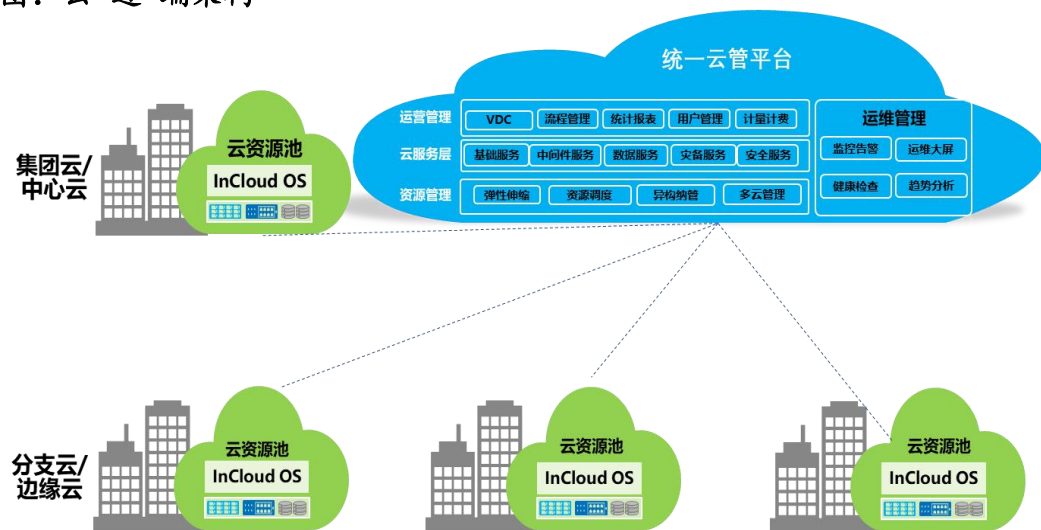 图：云-边-端架构
统一云管平台
运营管理 VDC 流程管理 统计报表 用户管理 计量计费
云服务层 基础服务 中间件服务 数据服务 灾备服务 安全服务
资源管理 弹性伸缩 资源调度 异构纳管 多云管理
运维管理
监控告警 运维大屏
健康检查 趋势分析
集团云/
中心云
云资源池
InCloud OS
分支云/
边缘云
云资源池
InCloud OS
云资源池
InCloud OS
云资源池
InCloud OS